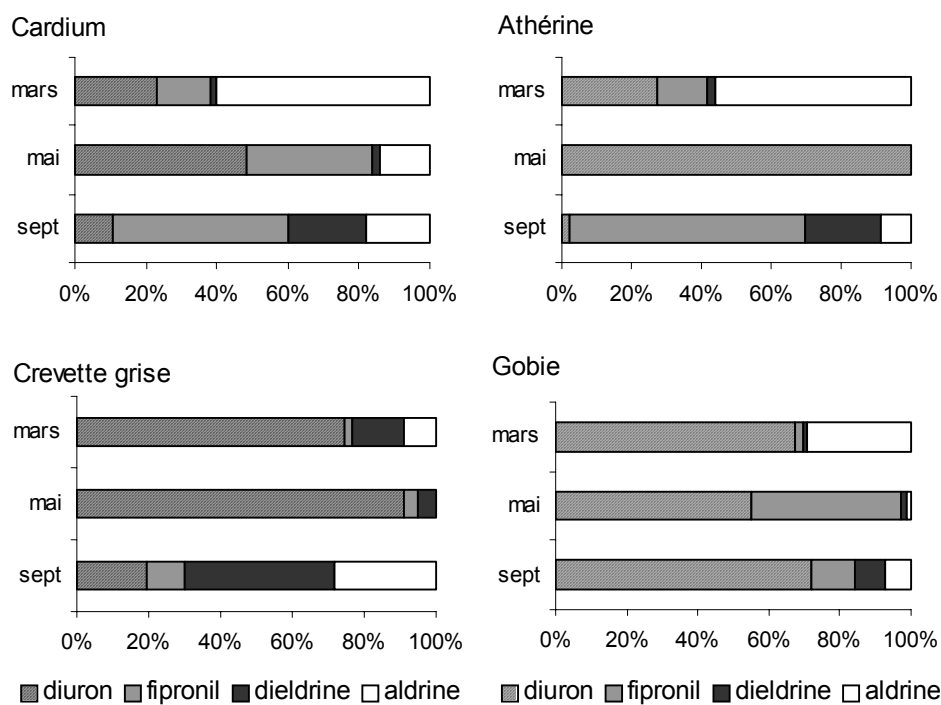 Cardium
mars
mai
sept
0% 20% 40% 60% 80% 100%
Athérine
mars
mai
sept
0% 20% 40% 60% 80% 100%
Crevette grise
mars
mai
sept
0% 20% 40% 60% 80% 100%
diuron fipronil dieldrine aldrine
Gobie
mars
mai
sept
0% 20% 40% 60% 80% 100%
diuron fipronil dieldrine aldrine